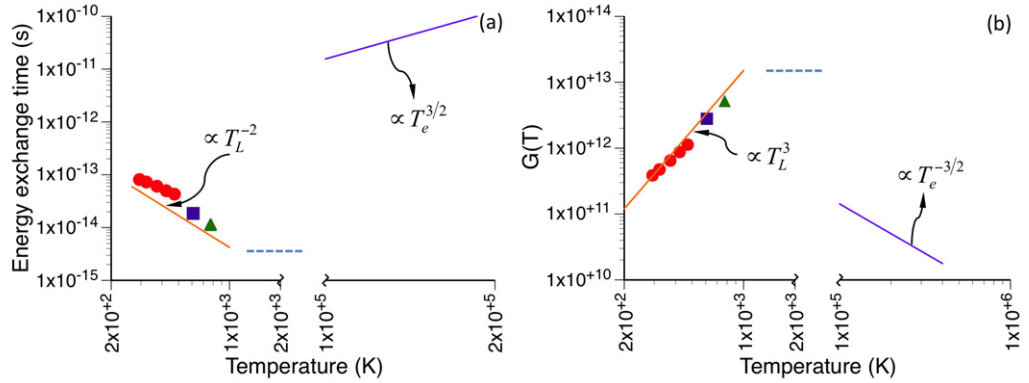 (a)
Energy exchange time (s)
1x10⁺⁻¹⁰
1x10⁻¹¹
1x10⁻¹²
1x10⁻¹³
1x10⁻¹⁴
1x10⁻¹⁵
∝ T_L^{-2}
∝ T_e^{3/2}
2x10⁺²
1x10⁺³
2x10⁺³
1x10⁺⁵
2x10⁺⁵
Temperature (K)
(b)
G(T)
1x10⁺¹⁴
1x10⁺¹³
1x10⁺¹²
1x10⁺¹¹
1x10⁺¹⁰
∝ T_L^3
∝ T_e^{-3/2}
2x10⁺²
1x10⁺³
2x10⁺³
1x10⁺⁵
1x10⁺⁶
Temperature (K)